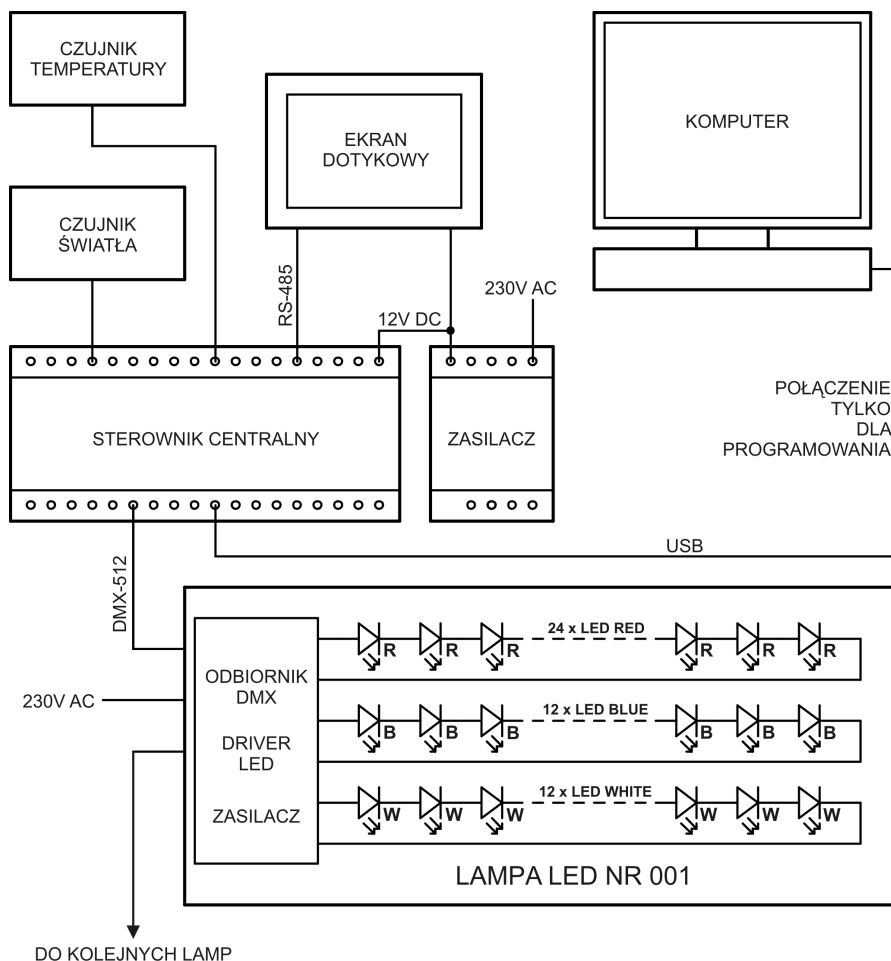 CZUJNIK
TEMPERATURY
EKRAN
DOTYKOWY
KOMPUTER
CZUJNIK
ŚWIATŁA
RS-485
12V DC
230V AC
STEROWNIK CENTRALNY
ZASILACZ
POŁĄCZENIE
TYLKO
DLA
PROGRAMOWANIA
USB
DMX-512
230V AC
ODBIORNIK
DMX
DRIVER
LED
ZASILACZ
R R R 24 x LED RED R R R
B B B 12 x LED BLUE B B B
W W W 12 x LED WHITE W W W
LAMPA LED NR 001
DO KOLEJNYCH LAMP